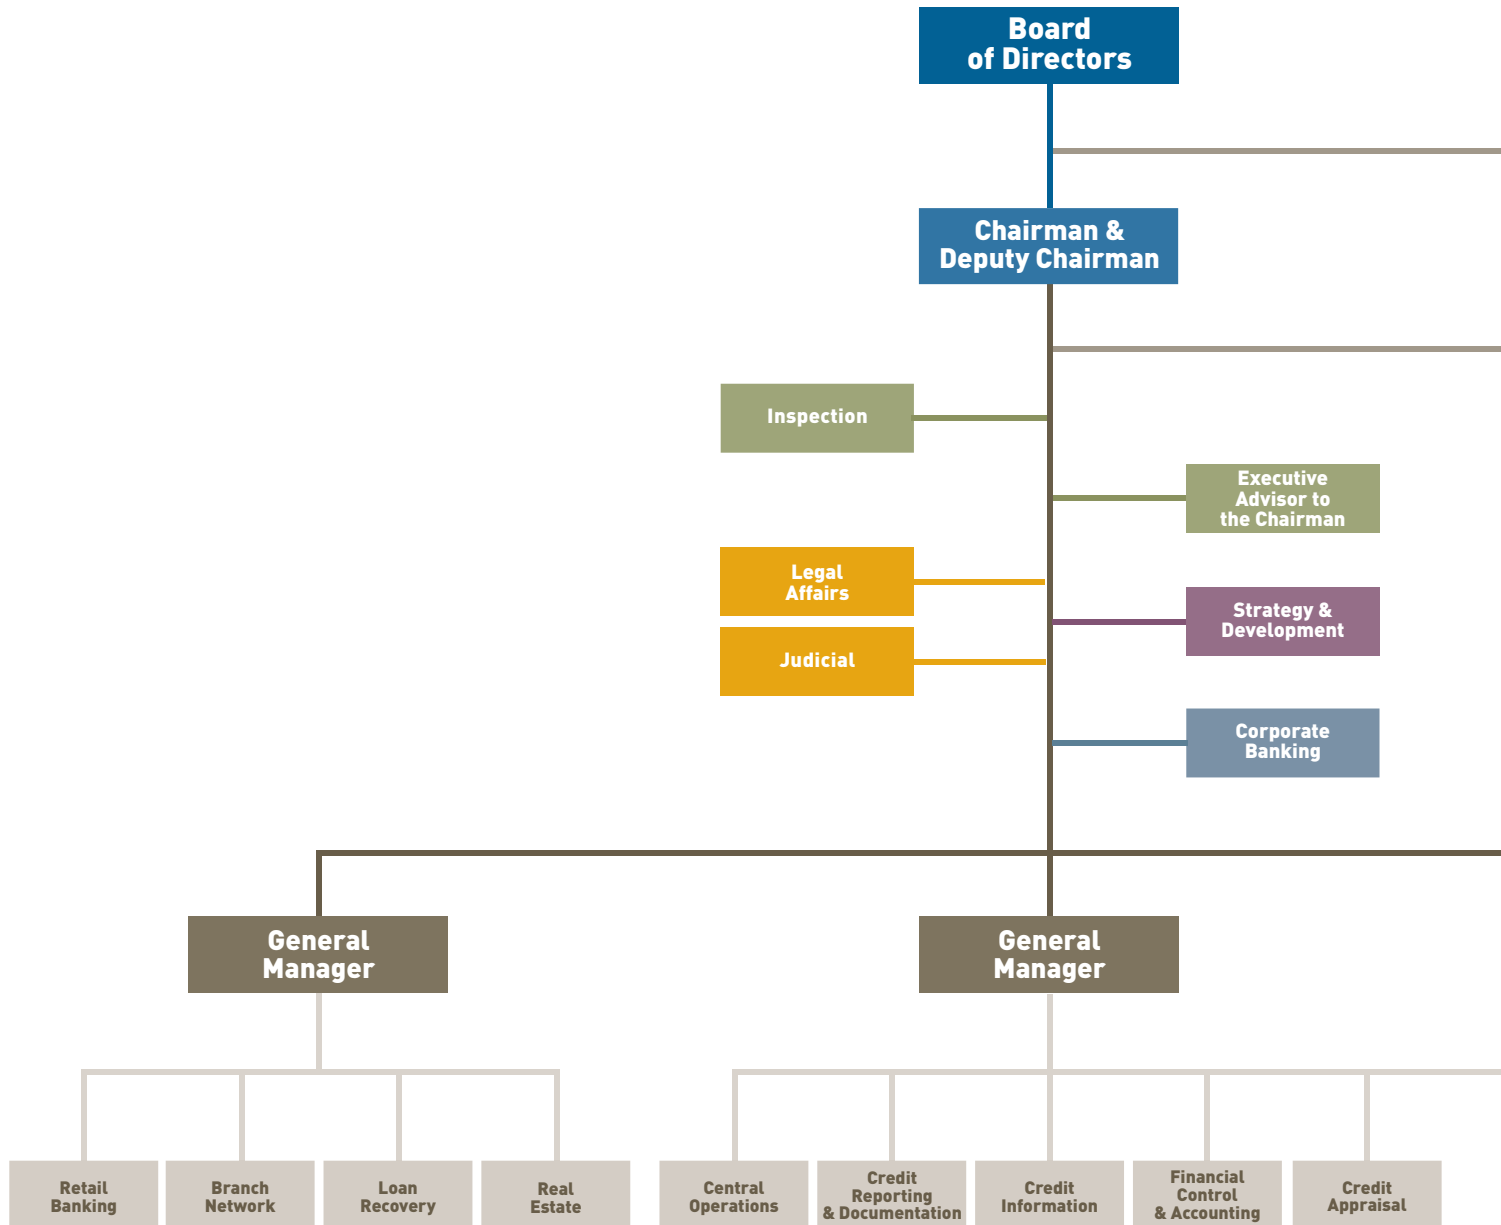 Board
of Directors
Chairman &
Deputy Chairman
Inspection
Executive
Advisor to
the Chairman
Legal
Affairs
Strategy &
Development
Judicial
Corporate
Banking
General
Manager
General
Manager
Retail
Banking
Branch
Network
Loan
Recovery
Real
Estate
Central
Operations
Credit
Reporting
& Documentation
Credit
Information
Financial
Control
& Accounting
Credit
Appraisal